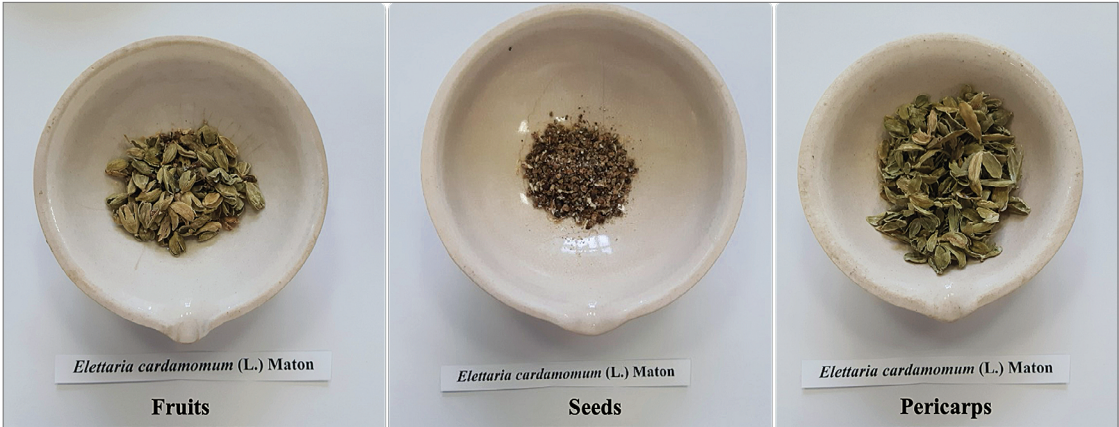 Elettaria cardamomum (L.) Maton
Fruits
Elettaria cardamomum (L.) Maton
Seeds
Elettaria cardamomum (L.) Maton
Pericarps